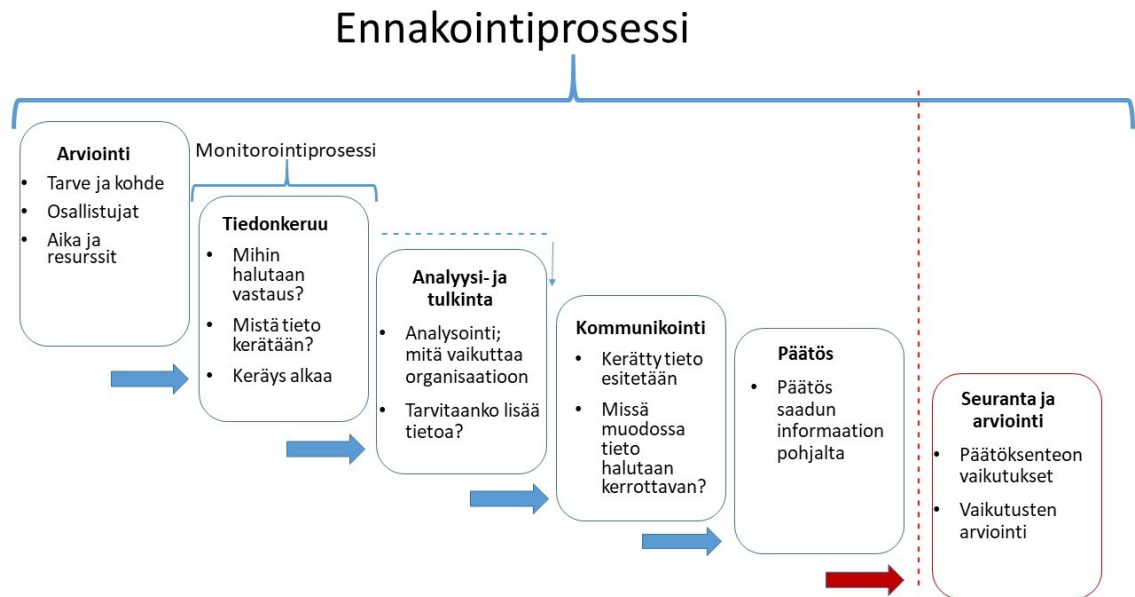 Ennakointiprosessi
Arviointi
• Tarve ja kohde
• Osallistujat
• Aika ja
resurssit
Monitorointiprosessi
Tiedonkeruu
• Mihin
halutaan
vastaus?
• Mistä tieto
kerätään?
• Keräys alkaa
Analyysi- ja
tulkinta
• Analysointi;
mitä vaikuttaa
organisaatioon
• Tarvitaanko lisää
tietoa?
Kommunikointi
• Kerätty tieto
esitetään
• Missä
muodossa
tieto
halutaan
kerrottavan?
Päätös
• Päätös
saadun
informaation
pohjalta
Seuranta ja
arviointi
• Päätöksenteon
vaikutukset
• Vaikutusten
arviointi